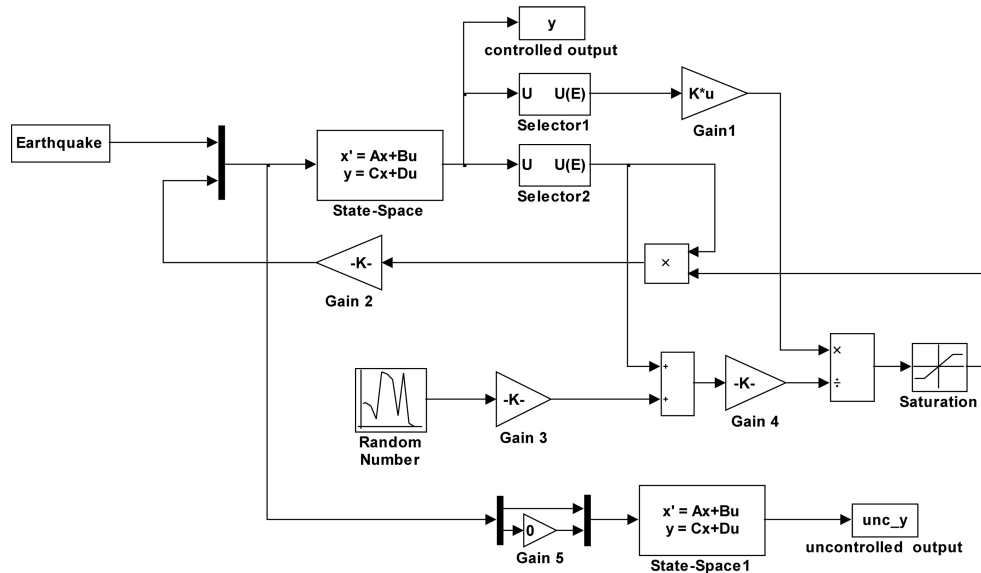 y
controlled output
U U(E)
Selector1
K*u
Gain1
Earthquake
x' = Ax+Bu
y = Cx+Du
State-Space
U U(E)
Selector2
×
-K-
Gain 2
×
÷
Saturation
+
+
-K-
Gain 4
-K-
Gain 3
Random
Number
0
Gain 5
x' = Ax+Bu
y = Cx+Du
State-Space1
unc_y
uncontrolled output